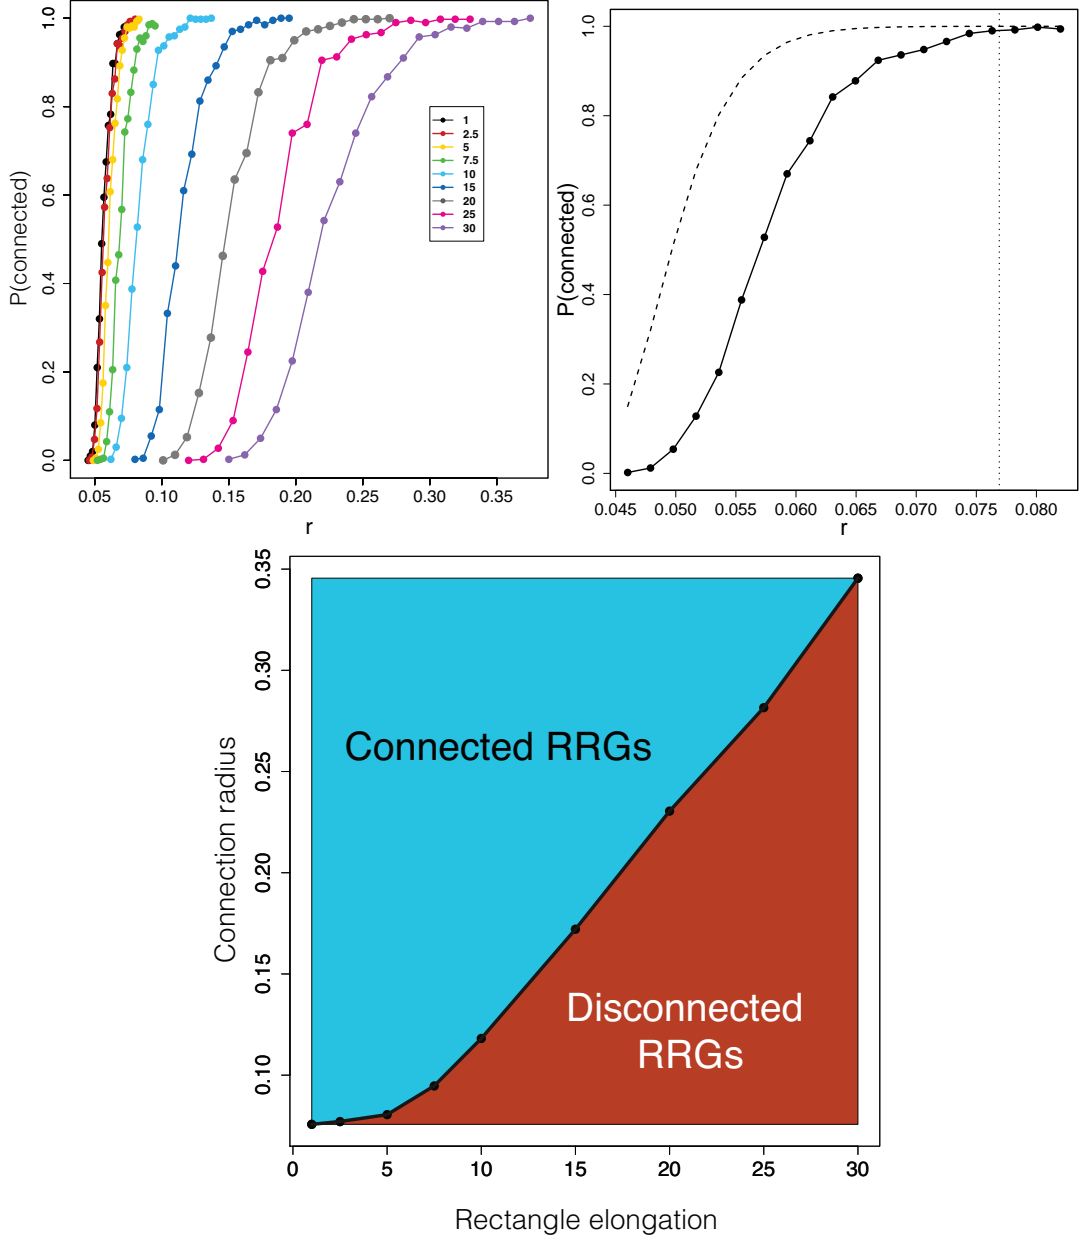 1.0
0.8
0.6
0.4
0.2
0.0
P(connected)
1
2.5
5
7.5
10
15
20
25
30
0.05 0.10 0.15 0.20 0.25 0.30 0.35
r
1.0
0.8
0.6
0.4
0.2
0.0
P(connected)
0.045 0.050 0.055 0.060 0.065 0.070 0.075 0.080
r
0.35
0.30
0.25
0.20
0.15
0.10
Connection radius
Connected RRGs
Disconnected
RRGs
0 5 10 15 20 25 30
Rectangle elongation